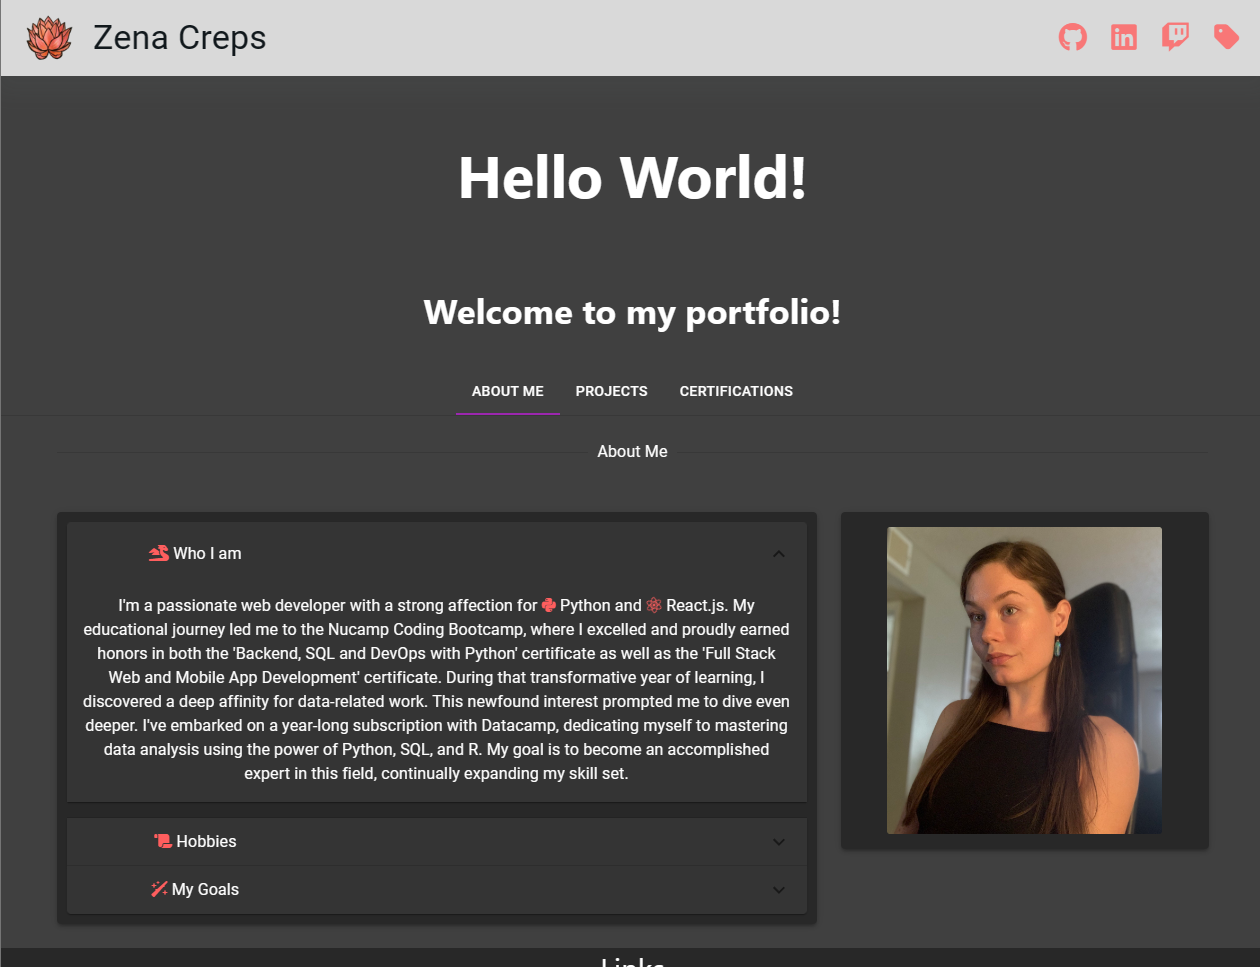 Zena Creps
Hello World!
Welcome to my portfolio!
ABOUT ME PROJECTS CERTIFICATIONS
About Me
Who I am
I'm a passionate web developer with a strong affection for Python and React.js. My
educational journey led me to the Nucamp Coding Bootcamp, where I excelled and proudly earned
honors in both the 'Backend, SQL and DevOps with Python' certificate as well as the 'Full Stack
Web and Mobile App Development' certificate. During that transformative year of learning, I
discovered a deep affinity for data-related work. This newfound interest prompted me to dive even
deeper. I've embarked on a year-long subscription with Datacamp, dedicating myself to mastering
data analysis using the power of Python, SQL, and R. My goal is to become an accomplished
expert in this field, continually expanding my skill set.
Hobbies
My Goals
Links